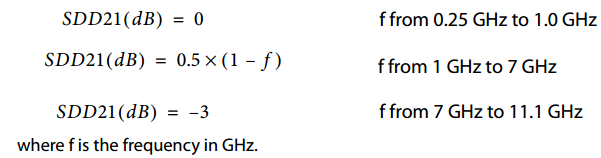 SDD21(dB) = 0 f from 0.25 GHz to 1.0 GHz
SDD21(dB) = 0.5 × (1 − f) f from 1 GHz to 7 GHz
SDD21(dB) = −3 f from 7 GHz to 11.1 GHz
where f is the frequency in GHz.